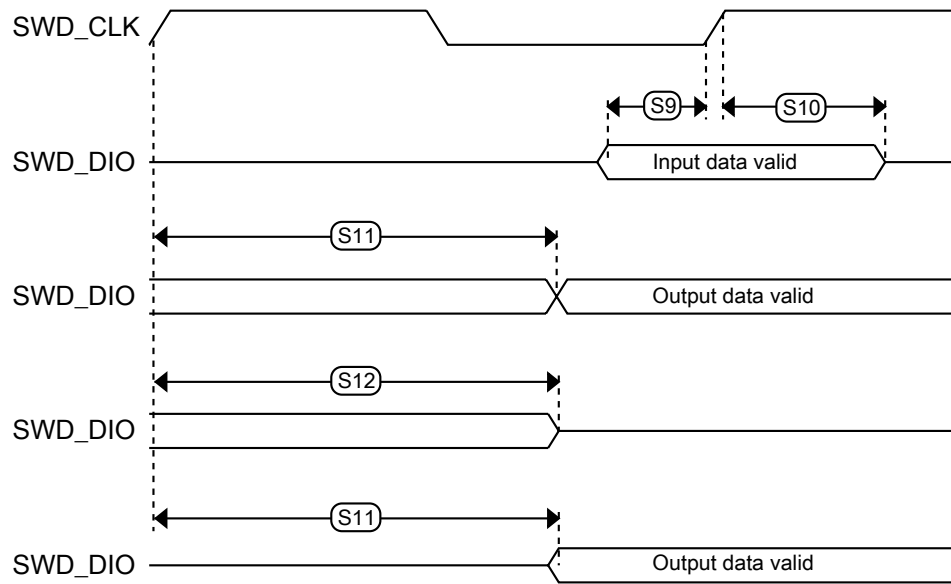 SWD_CLK
S9
S10
SWD_DIO
Input data valid
S11
SWD_DIO
Output data valid
S12
SWD_DIO
S11
SWD_DIO
Output data valid